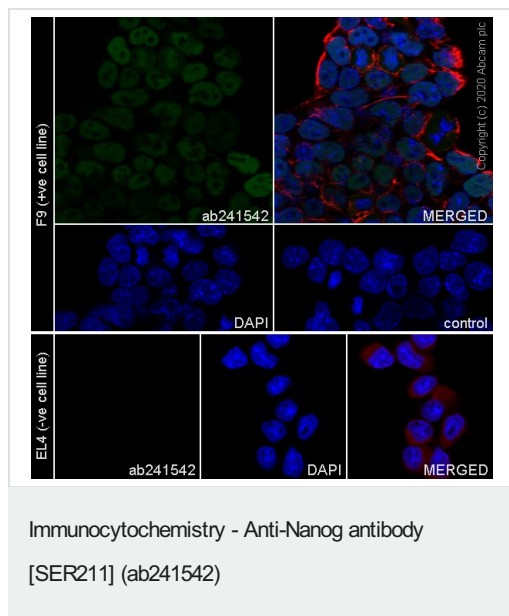 F9 (+ve cell line)
ab241542
MERGED
Copyright (c) 2020 Abcam plc
DAPI
control
EL4 (-ve cell line)
ab241542
DAPI
MERGED
Immunocytochemistry - Anti-Nanog antibody
[SER211] (ab241542)